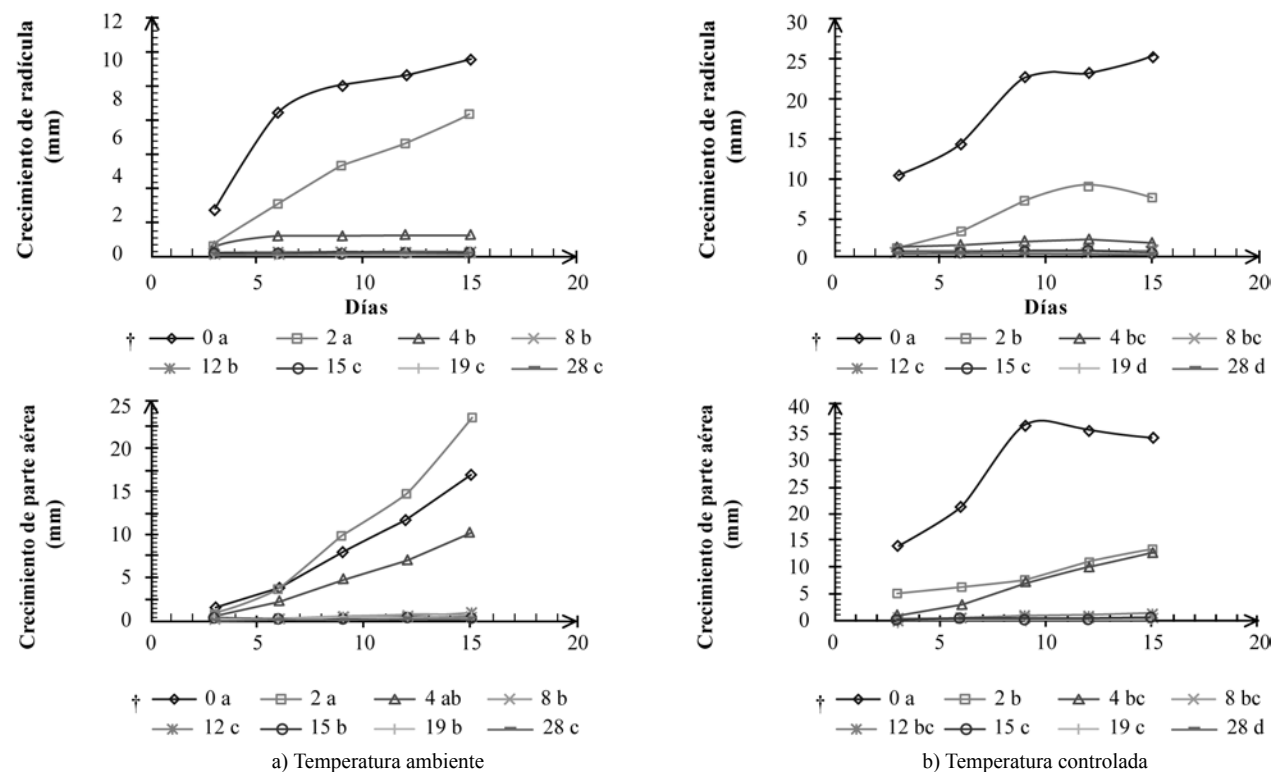 12
10
8
6
4
2
0
Crecimiento de radícula
(mm)
0 5 10 15 20
Días
† 0 a 2 a 4 b 8 b
12 b 15 c 19 c 28 c
30
25
20
15
10
5
0
Crecimiento de radícula
(mm)
0 5 10 15 20
Días
† 0 a 2 b 4 bc 8 bc
12 c 15 c 19 d 28 d
25
20
15
10
5
0
Crecimiento de parte aérea
(mm)
0 5 10 15 20
† 0 a 2 a 4 ab 8 b
12 c 15 b 19 b 28 c
a) Temperatura ambiente
40
35
30
25
20
15
10
5
0
Crecimiento de parte aérea
(mm)
0 5 10 15 20
† 0 a 2 b 4 bc 8 bc
12 bc 15 c 19 c 28 d
b) Temperatura controlada